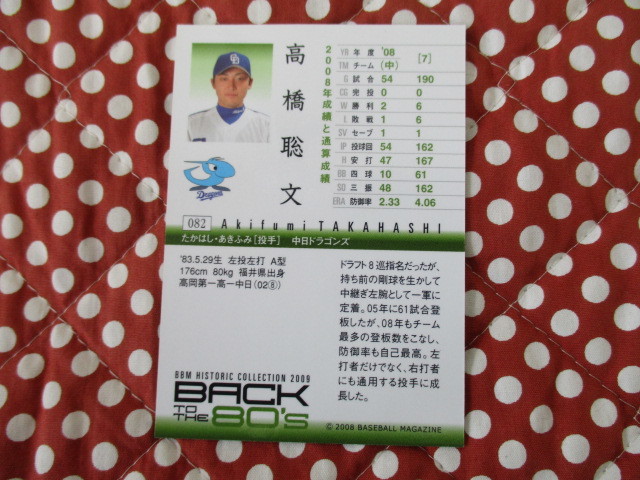 高橋聡文
2008年成績と通算成績
YR 年度 '08 [7]
TM チーム (中)
G 試合 54 190
CG 完投 0 0
W 勝利 2 6
L 敗戦 1 6
SV セーブ 1 1
IP 投球回 54 162
H 安打 47 167
BB 四球 10 61
SO 三振 48 162
ERA 防御率 2.33 4.06
Dragons
082 Akifumi TAKAHASHI
たかはし・あきふみ[投手] 中日ドラゴンズ
'83.5.29生 左投左打 A型
176cm 80kg 福井県出身
高岡第一高ー中日(02⑧)
ドラフト8巡指名だったが、
持ち前の剛球を生かして
中継ぎ左腕として一軍に
定着。05年に61試合登
板したが、08年もチーム
最多の登板数をこなし、
防御率も自己最高。左
打者だけでなく、右打者
にも通用する投手に成
長した。
BBM HISTORIC COLLECTION 2009
BACK
TO THE 80's
© 2008 BASEBALL MAGAZINE